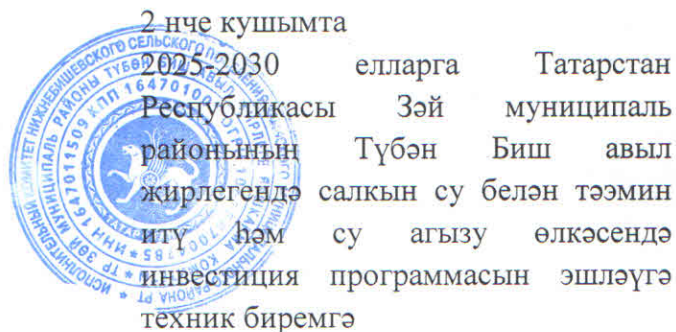 2 нче кушымта
2025-2030 елларга Татарстан
Республикасы Зәй муниципаль
районының Түбән Биш авыл
җирлегендә салкын су белән тәэмин
итү һәм су агызу өлкәсендә
инвестиция программасын эшләүгә
техник биремгә